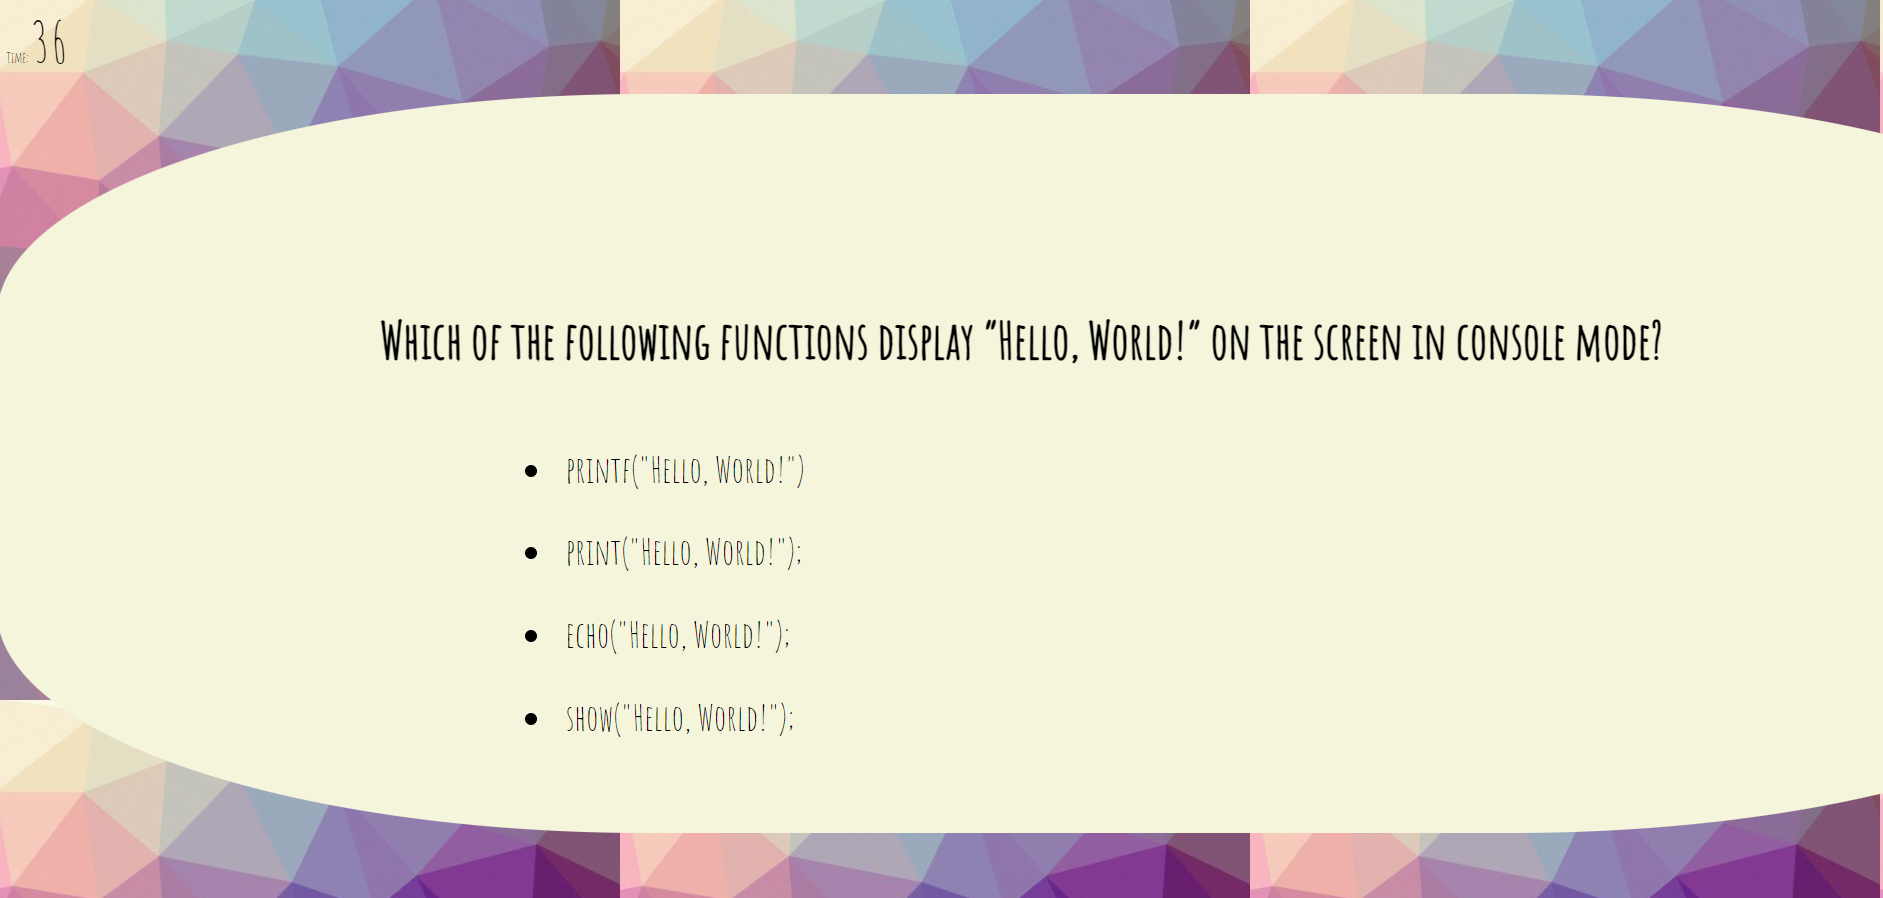 Time: 36
Which of the following functions display "Hello, World!" on the screen in console mode?
printf("Hello, World!")
print("Hello, World!");
echo("Hello, World!");
show("Hello, World!");